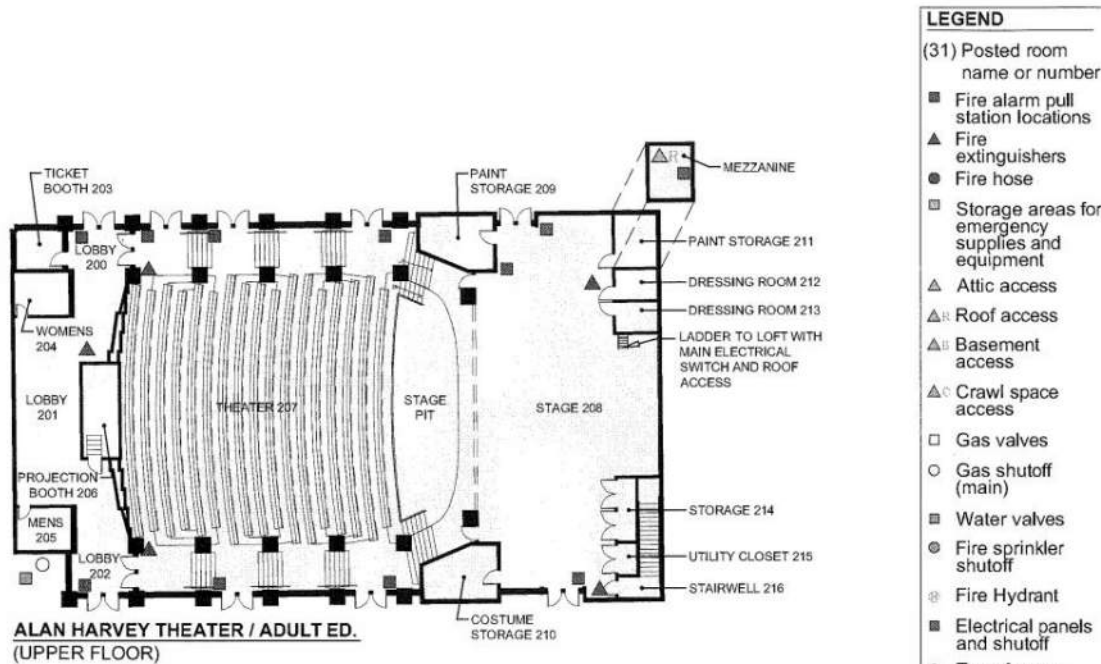 TICKET
BOOTH 203
LOBBY
200
WOMENS
204
LOBBY
201
PROJECTION
BOOTH 206
MENS
205
LOBBY
202
THEATER 207
STAGE
PIT
PAINT
STORAGE 209
STAGE 208
COSTUME
STORAGE 210
R
MEZZANINE
PAINT STORAGE 211
DRESSING ROOM 212
DRESSING ROOM 213
LADDER TO LOFT WITH
MAIN ELECTRICAL
SWITCH AND ROOF
ACCESS
STORAGE 214
UTILITY CLOSET 215
STAIRWELL 216
ALAN HARVEY THEATER / ADULT ED.
(UPPER FLOOR)
LEGEND
(31) Posted room
name or number
Fire alarm pull
station locations
Fire
extinguishers
Fire hose
Storage areas for
emergency
supplies and
equipment
Attic access
R Roof access
B Basement
access
C Crawl space
access
Gas valves
Gas shutoff
(main)
Water valves
Fire sprinkler
shutoff
Fire Hydrant
Electrical panels
and shutoff